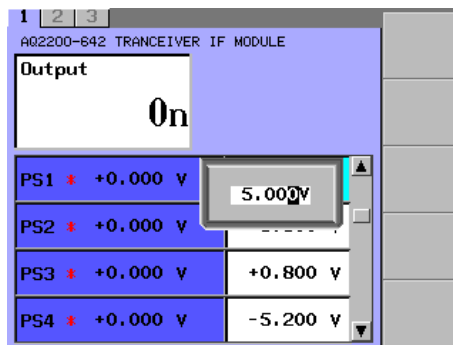 1 2 3
AQ2200-642 TRANCEIVER IF MODULE
Output
On
PS1 * +0.000 V
5.000V
PS2 * +0.000 V
PS3 * +0.000 V +0.800 V
PS4 * +0.000 V -5.200 V